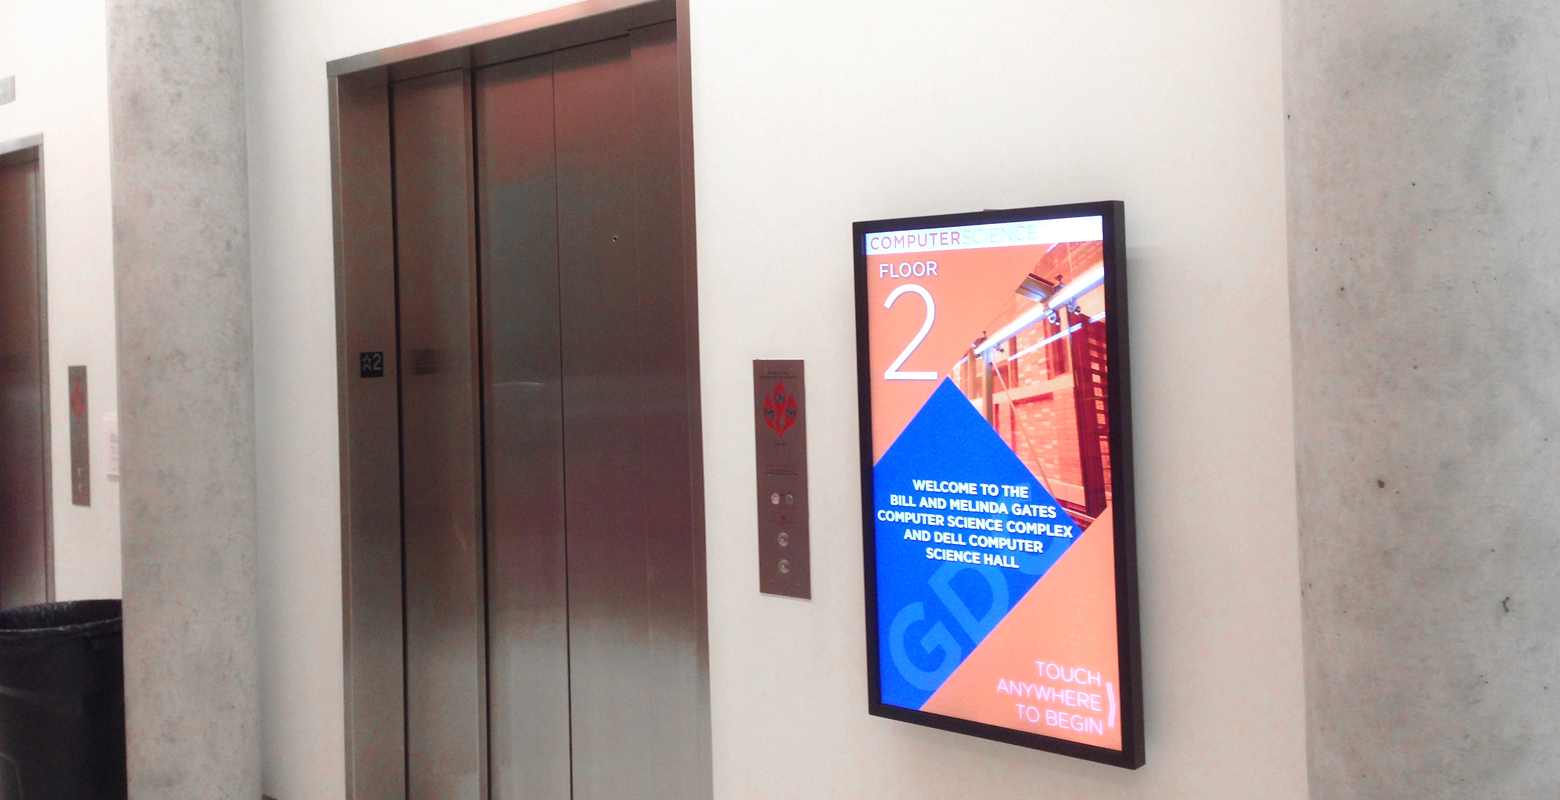 ☆2
COMPUTERSCIENCE
FLOOR
2
WELCOME TO THE
BILL AND MELINDA GATES
COMPUTER SCIENCE COMPLEX
AND DELL COMPUTER
SCIENCE HALL
GDC
TOUCH
ANYWHERE
TO BEGIN